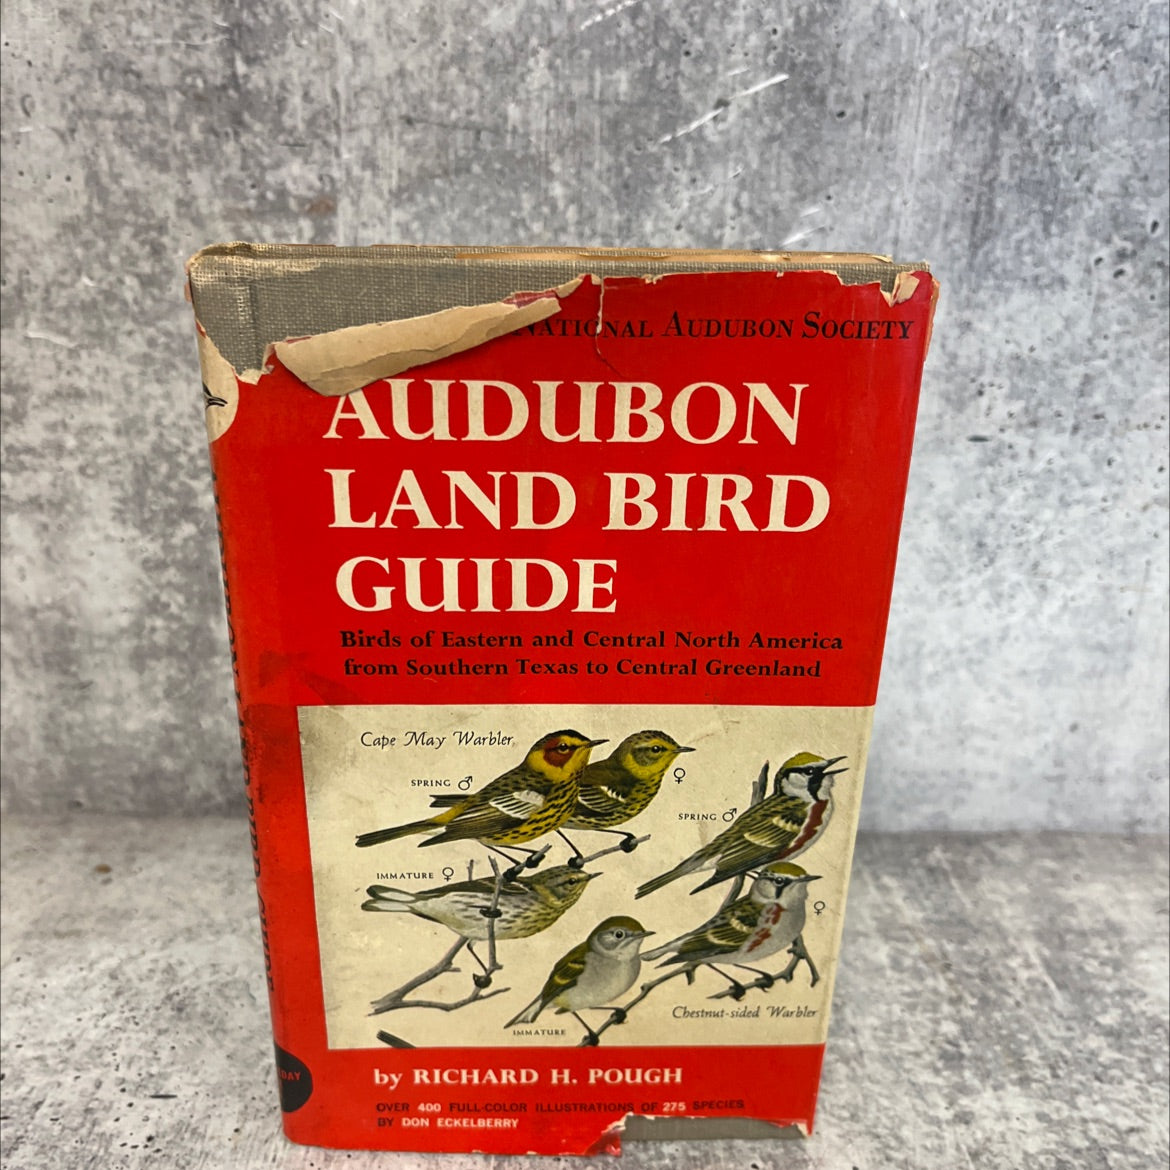 NATIONAL AUDUBON SOCIETY
AUDUBON
LAND BIRD
GUIDE
Birds of Eastern and Central North America
from Southern Texas to Central Greenland
Cape May Warbler
SPRING ♂
♀
SPRING ♂
IMMATURE ♀
♀
Chestnut-sided Warbler
IMMATURE
by RICHARD H. POUGH
OVER 400 FULL-COLOR ILLUSTRATIONS OF 275 SPECIES
BY DON ECKELBERRY
DAY